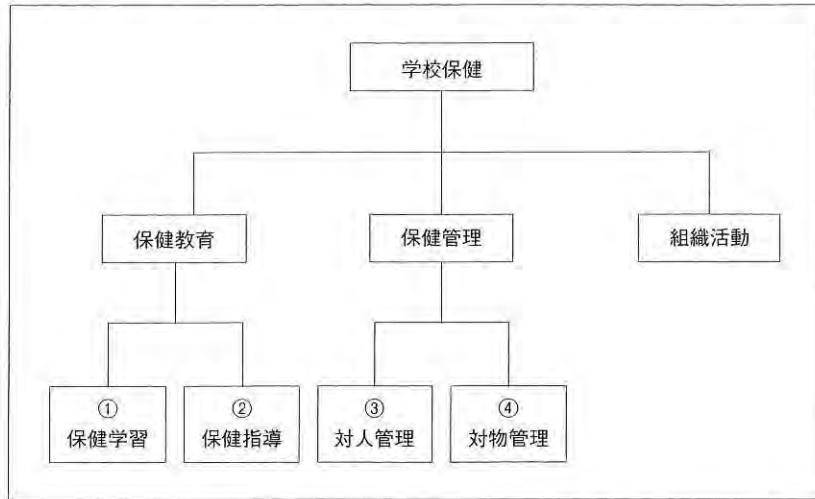 学校保健
保健教育
保健管理
組織活動
①
保健学習
②
保健指導
③
対人管理
④
対物管理